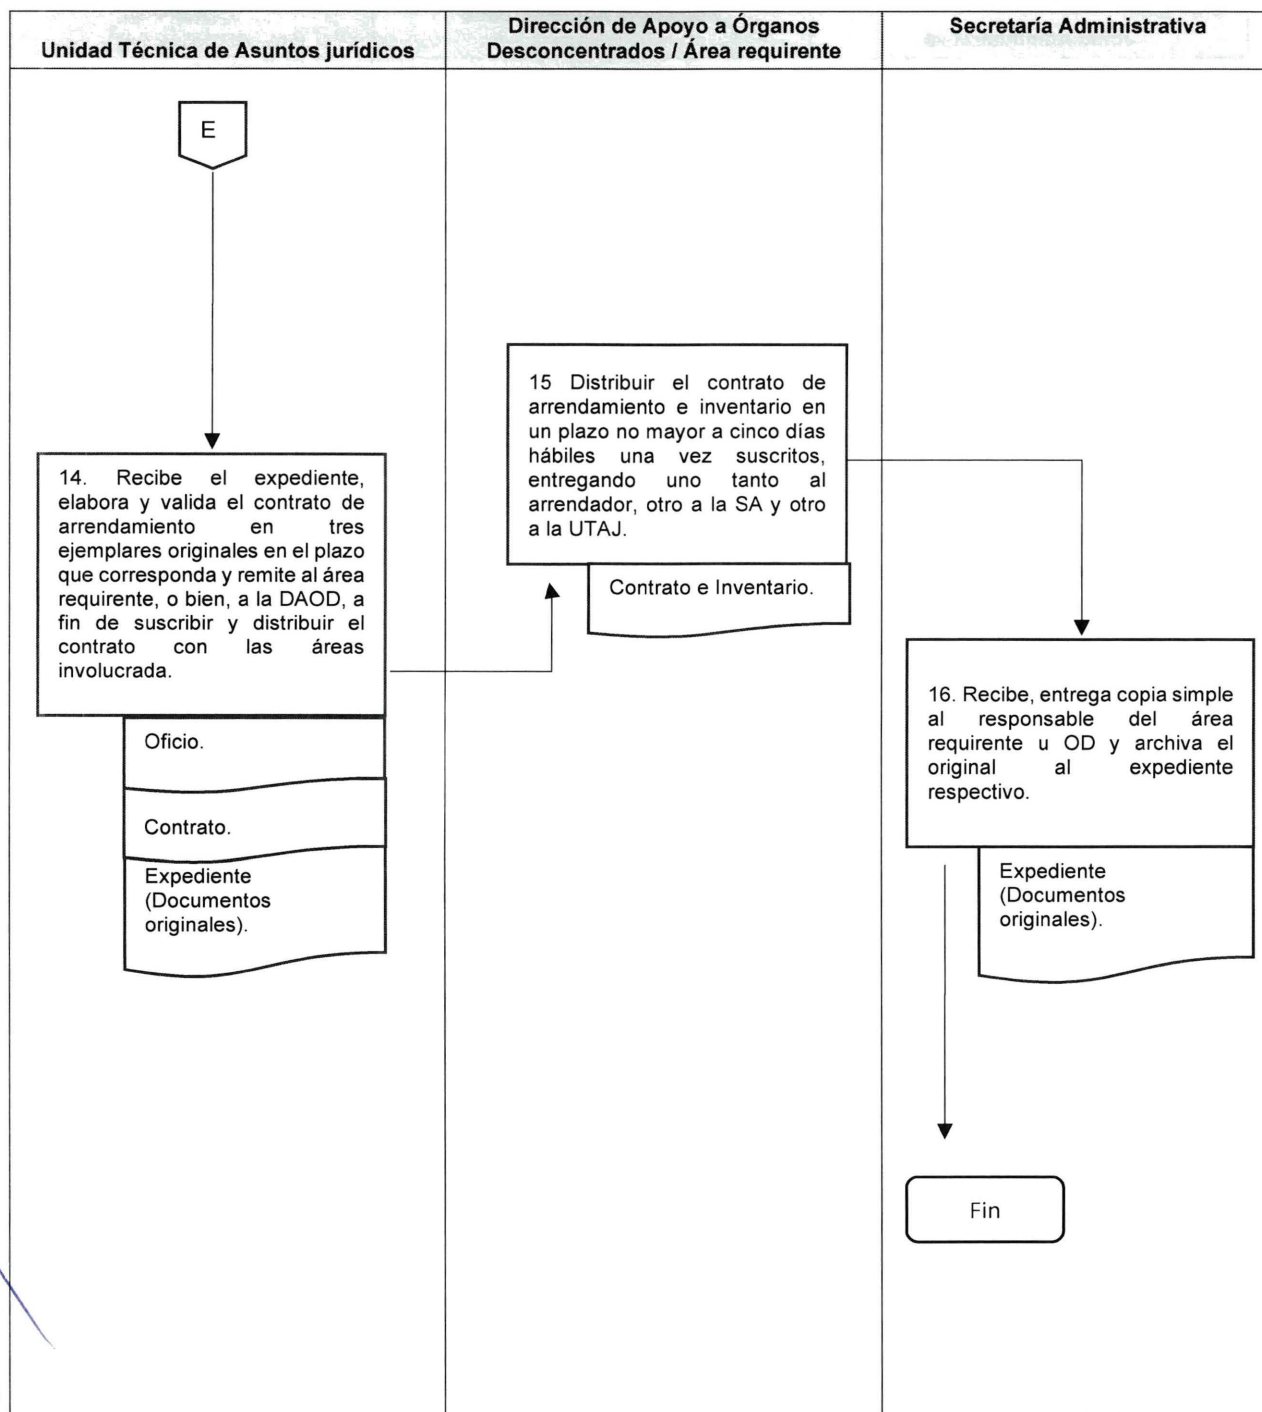 Unidad Técnica de Asuntos jurídicos
Dirección de Apoyo a Órganos
Desconcentrados / Área requirente
Secretaría Administrativa
E
14. Recibe el expediente,
elabora y valida el contrato de
arrendamiento en tres
ejemplares originales en el plazo
que corresponda y remite al área
requirente, o bien, a la DAOD, a
fin de suscribir y distribuir el
contrato con las áreas
involucrada.
Oficio.
Contrato.
Expediente
(Documentos
originales).
15 Distribuir el contrato de
arrendamiento e inventario en
un plazo no mayor a cinco días
hábiles una vez suscritos,
entregando uno tanto al
arrendador, otro a la SA y otro
a la UTAJ.
Contrato e Inventario.
16. Recibe, entrega copia simple
al responsable del área
requirente u OD y archiva el
original al expediente
respectivo.
Expediente
(Documentos
originales).
Fin